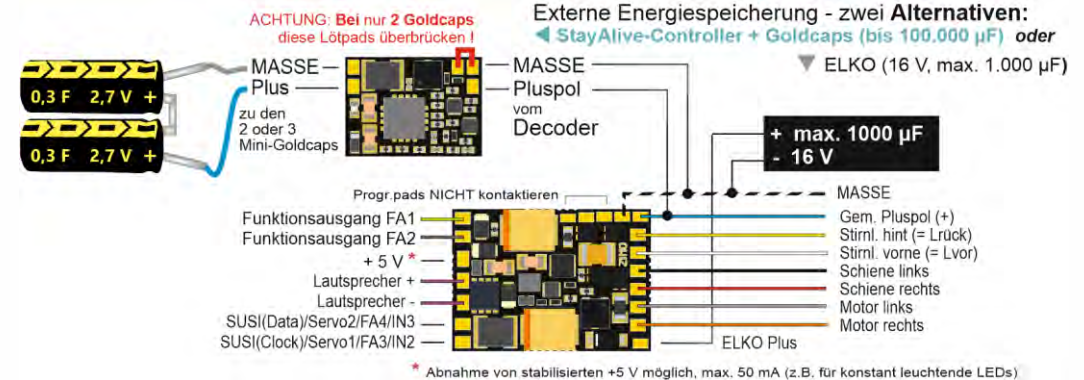 ACHTUNG: Bei nur 2 Goldcaps
diese Lötpads überbrücken !
Externe Energiespeicherung - zwei Alternativen:
◀ StayAlive-Controller + Goldcaps (bis 100.000 µF) oder
▼ ELKO (16 V, max. 1.000 µF)
0,3 F 2,7 V +
0,3 F 2,7 V +
MASSE
Plus
zu den
2 oder 3
Mini-Goldcaps
MASSE
Pluspol
vom
Decoder
+ max. 1000 µF
- 16 V
Progr.pads NICHT kontaktieren
Funktionsausgang FA1
Funktionsausgang FA2
+ 5 V *
Lautsprecher +
Lautsprecher -
SUSI(Data)/Servo2/FA4/IN3
SUSI(Clock)/Servo1/FA3/IN2
MASSE
Gem. Pluspol (+)
Stirnl. hint (= Lrück)
Stirnl. vorne (= Lvor)
Schiene links
Schiene rechts
Motor links
Motor rechts
ELKO Plus
* Abnahme von stabilisierten +5 V möglich, max. 50 mA (z.B. für konstant leuchtende LEDs)